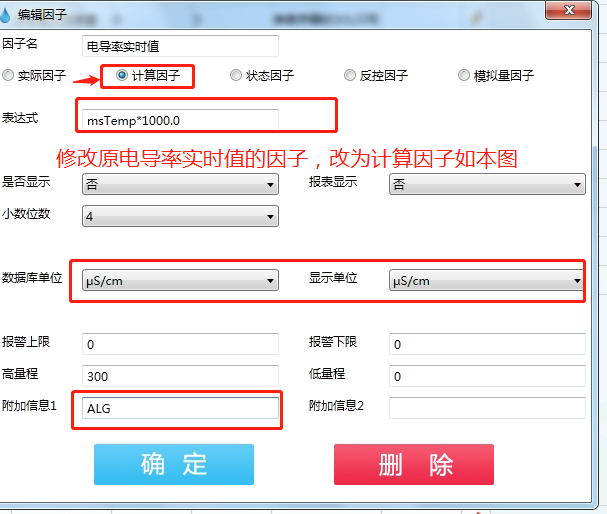 编辑因子
因子名 电导率实时值
实际因子 计算因子 状态因子 反控因子 模拟量因子
表达式 msTemp*1000.0
修改原电导率实时值的因子，改为计算因子如本图
是否显示 否 报表显示 否
小数位数 4
数据库单位 µS/cm 显示单位 µS/cm
报警上限 0 报警下限 0
高量程 300 低量程 0
附加信息1 ALG 附加信息2
确 定 删 除